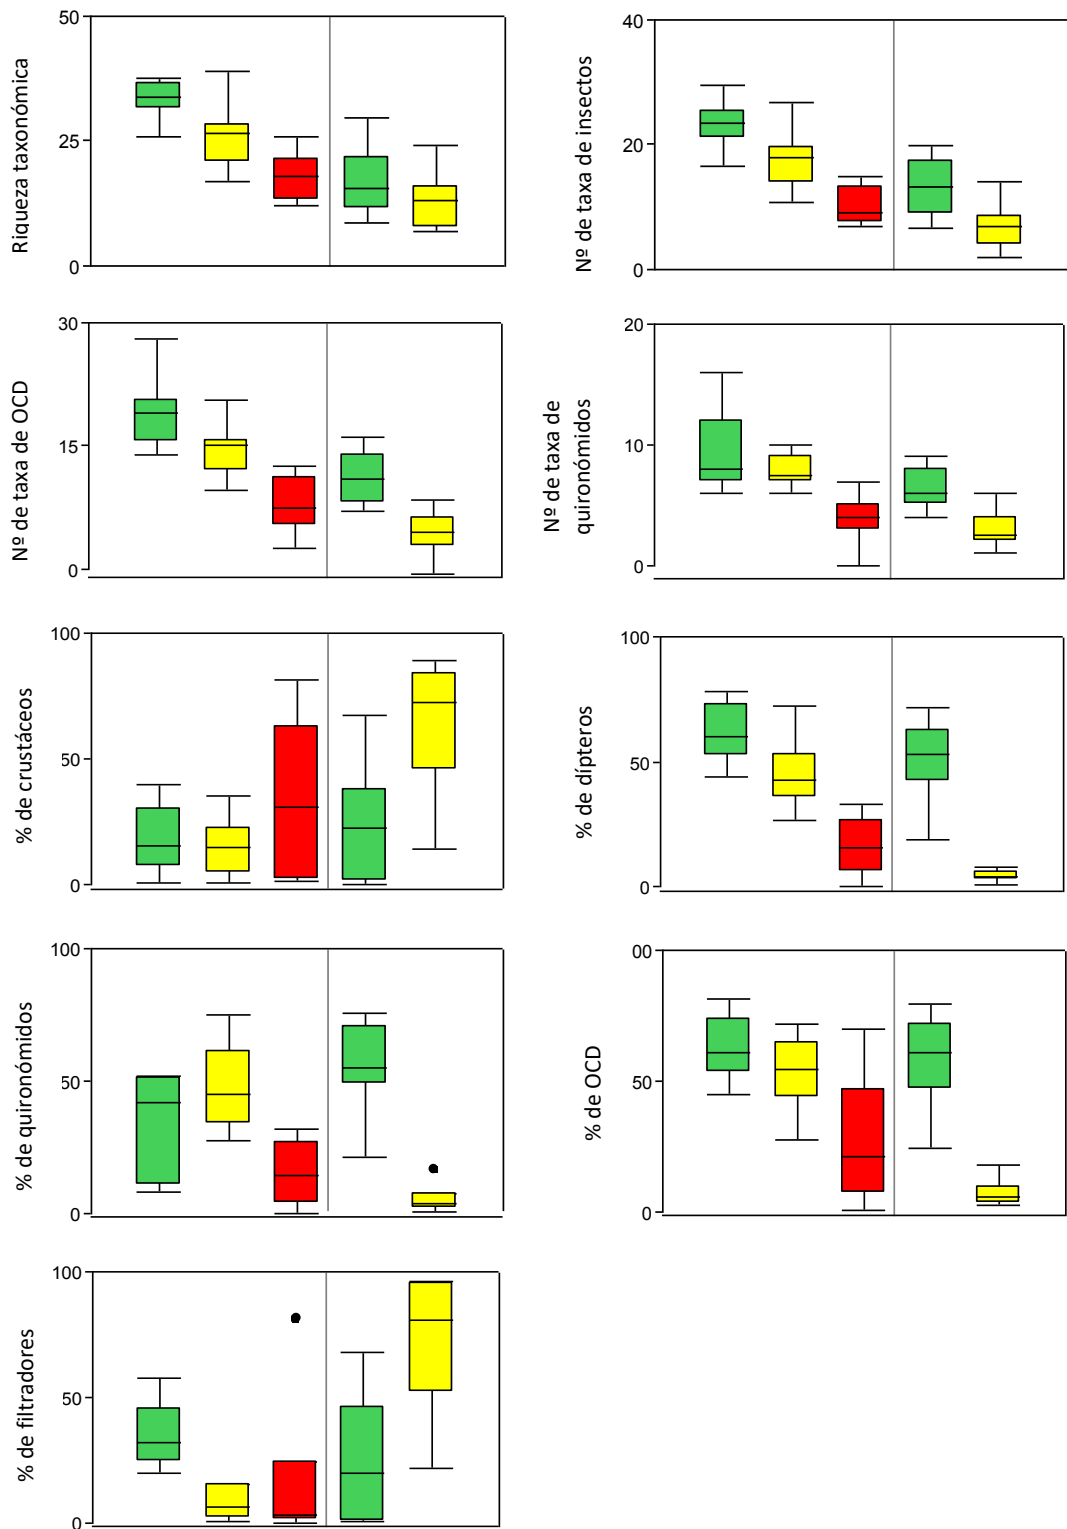 50
25
0
Riqueza taxonómica
40
20
0
Nº de taxa de insectos
30
15
0
Nº de taxa de OCD
20
10
0
Nº de taxa de
quironómidos
100
50
0
% de crustáceos
100
50
0
% de dípteros
100
50
0
% de quironómidos
00
50
0
% de OCD
100
50
0
% de filtradores